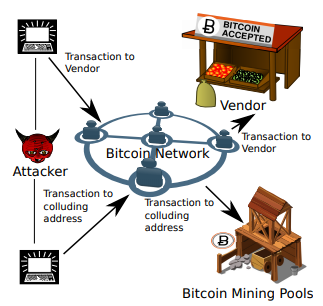 BITCOIN
ACCEPTED
Transaction to
Vendor
Vendor
Bitcoin Network
Transaction to
Vendor
Attacker
Transaction to
colluding
address
Transaction to
colluding
address
Bitcoin Mining Pools